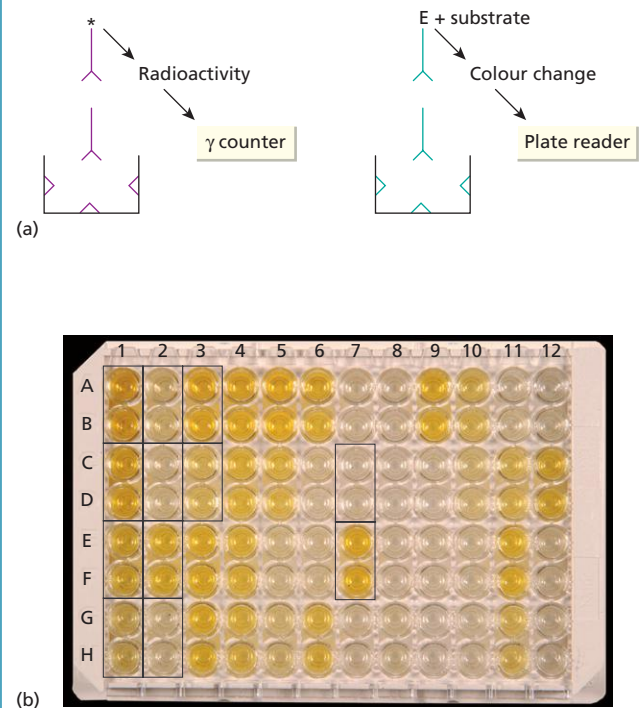 * E + substrate
Radioactivity Colour change
γ counter Plate reader
(a)
1 2 3 4 5 6 7 8 9 10 11 12
A
B
C
D
E
F
G
H
(b)